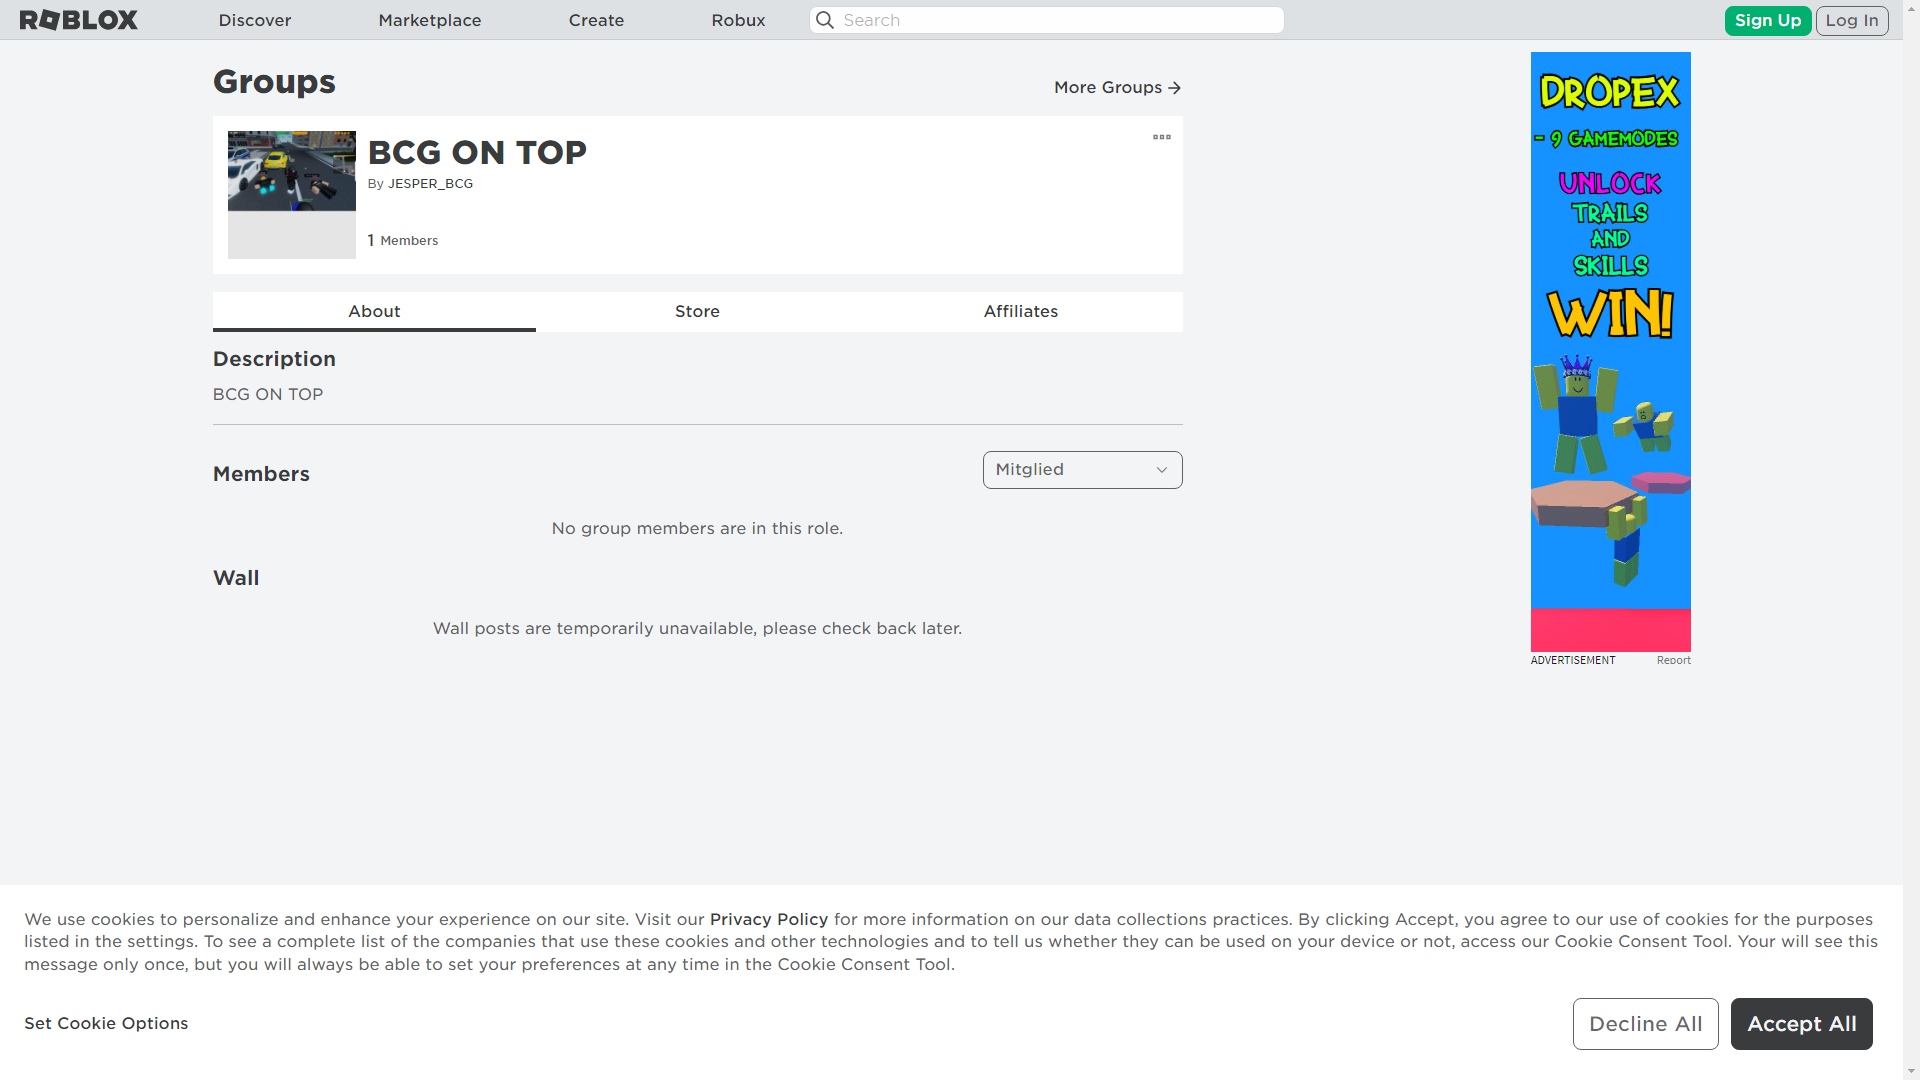 ROBLOX
Discover
Marketplace
Create
Robux
Search
Sign Up
Log In
Groups
More Groups
BCG ON TOP
By JESPER_BCG
1 Members
About
Store
Affiliates
Description
BCG ON TOP
Members
Mitglied
No group members are in this role.
Wall
Wall posts are temporarily unavailable, please check back later.
DROPEX
- 9 GAMEMODES
UNLOCK
TRAILS
AND
SKILLS
WIN!
ADVERTISEMENT
Report
We use cookies to personalize and enhance your experience on our site. Visit our Privacy Policy for more information on our data collections practices. By clicking Accept, you agree to our use of cookies for the purposes
listed in the settings. To see a complete list of the companies that use these cookies and other technologies and to tell us whether they can be used on your device or not, access our Cookie Consent Tool. Your will see this
message only once, but you will always be able to set your preferences at any time in the Cookie Consent Tool.
Set Cookie Options
Decline All
Accept All